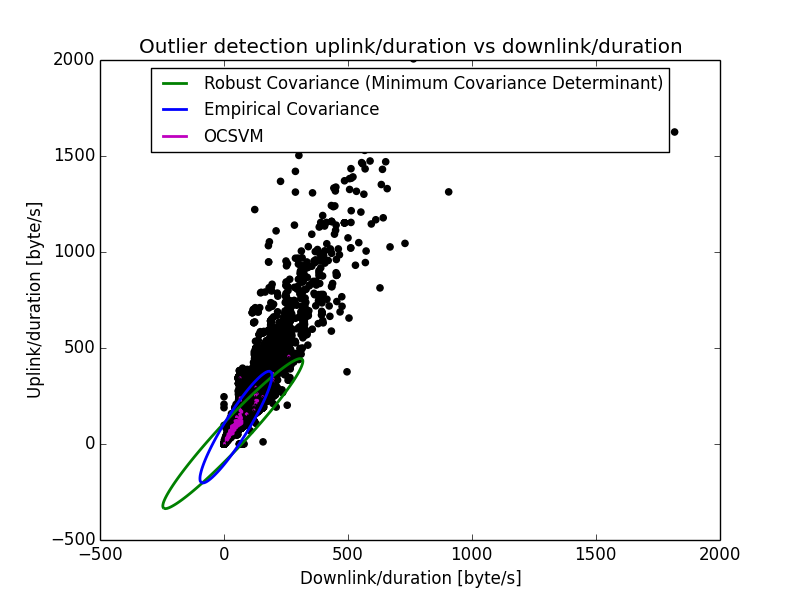 Outlier detection uplink/duration vs downlink/duration
2000
Robust Covariance (Minimum Covariance Determinant)
Empirical Covariance
OCSVM
1500
1000
500
0
−500
Uplink/duration [byte/s]
−500 0 500 1000 1500 2000
Downlink/duration [byte/s]